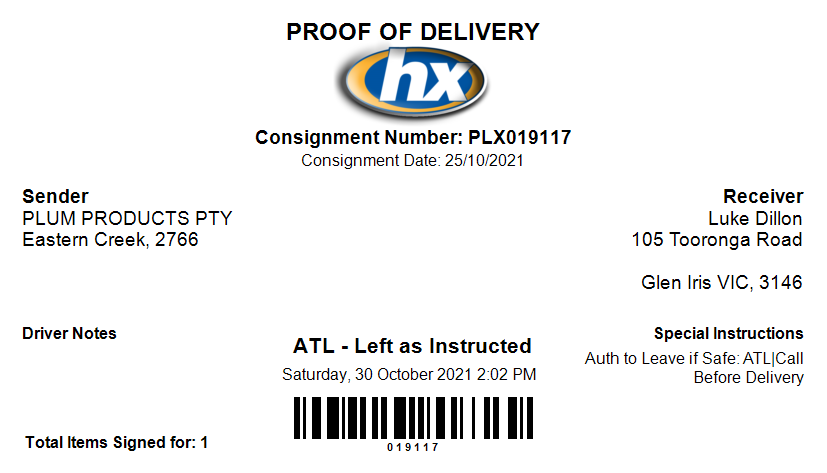 PROOF OF DELIVERY
hx
Consignment Number: PLX019117
Consignment Date: 25/10/2021
Sender
PLUM PRODUCTS PTY
Eastern Creek, 2766
Receiver
Luke Dillon
105 Tooronga Road
Glen Iris VIC, 3146
Driver Notes
ATL - Left as Instructed
Saturday, 30 October 2021 2:02 PM
Special Instructions
Auth to Leave if Safe: ATL|Call
Before Delivery
019117
Total Items Signed for: 1